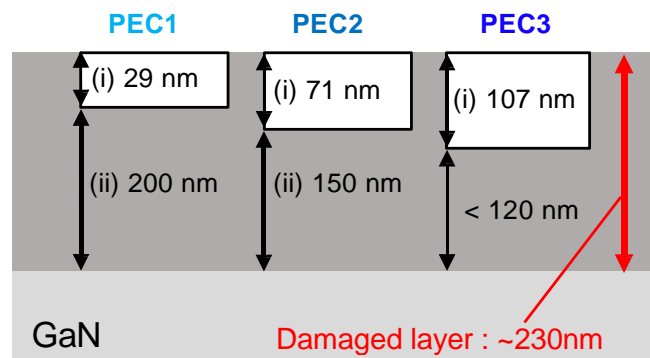 PEC1 PEC2 PEC3
(i) 29 nm
(i) 71 nm
(i) 107 nm
(ii) 200 nm
(ii) 150 nm
< 120 nm
GaN
Damaged layer : ~230nm